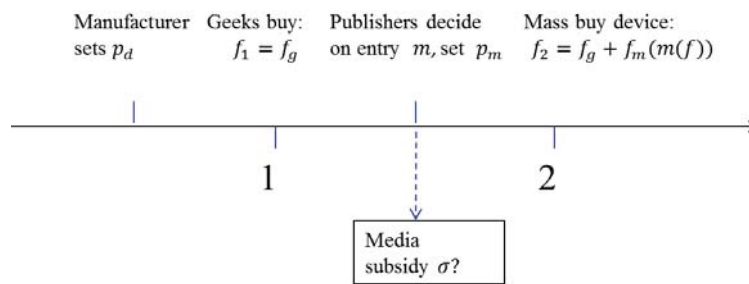 Manufacturer
sets p_d
Geeks buy:
f_1 = f_g
Publishers decide
on entry m, set p_m
Mass buy device:
f_2 = f_g + f_m(m(f))
1
2
Media
subsidy σ?